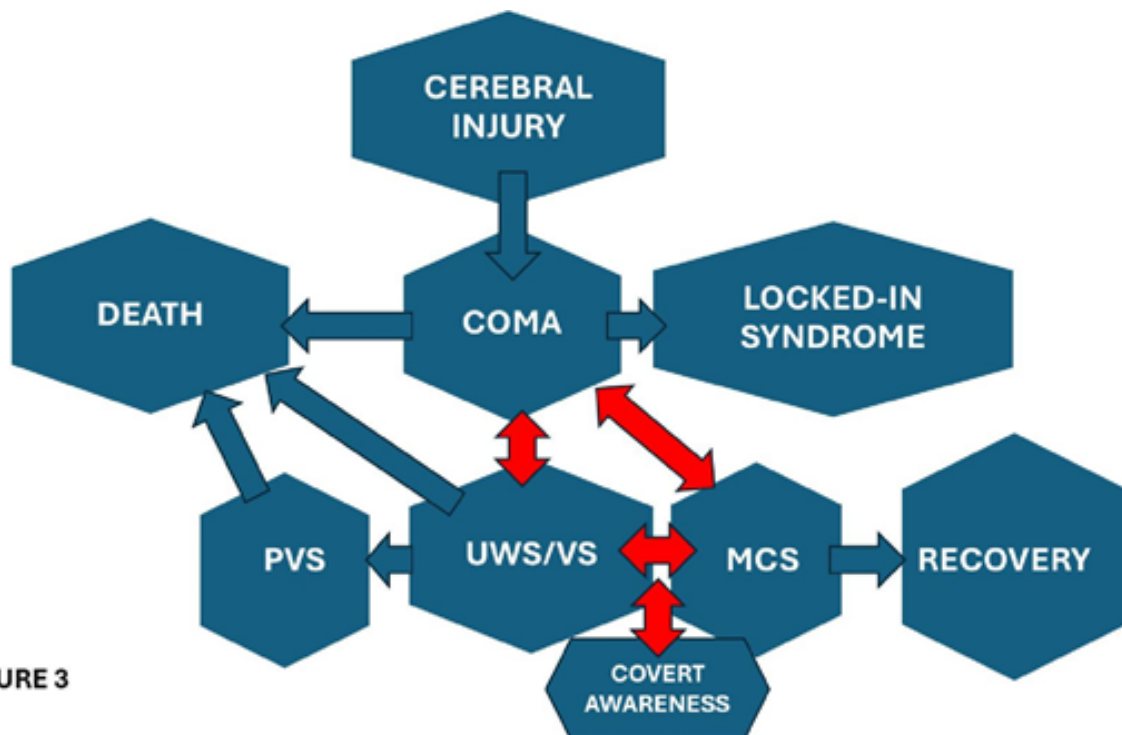 CEREBRAL
INJURY
DEATH
COMA
LOCKED-IN
SYNDROME
PVS
UWS/VS
MCS
RECOVERY
COVERT
AWARENESS
URE 3